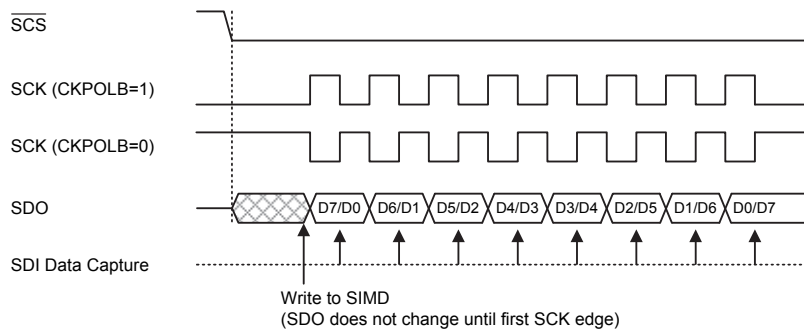 SCS
SCK (CKPOLB=1)
SCK (CKPOLB=0)
SDO
D7/D0 D6/D1 D5/D2 D4/D3 D3/D4 D2/D5 D1/D6 D0/D7
SDI Data Capture
Write to SIMD
(SDO does not change until first SCK edge)